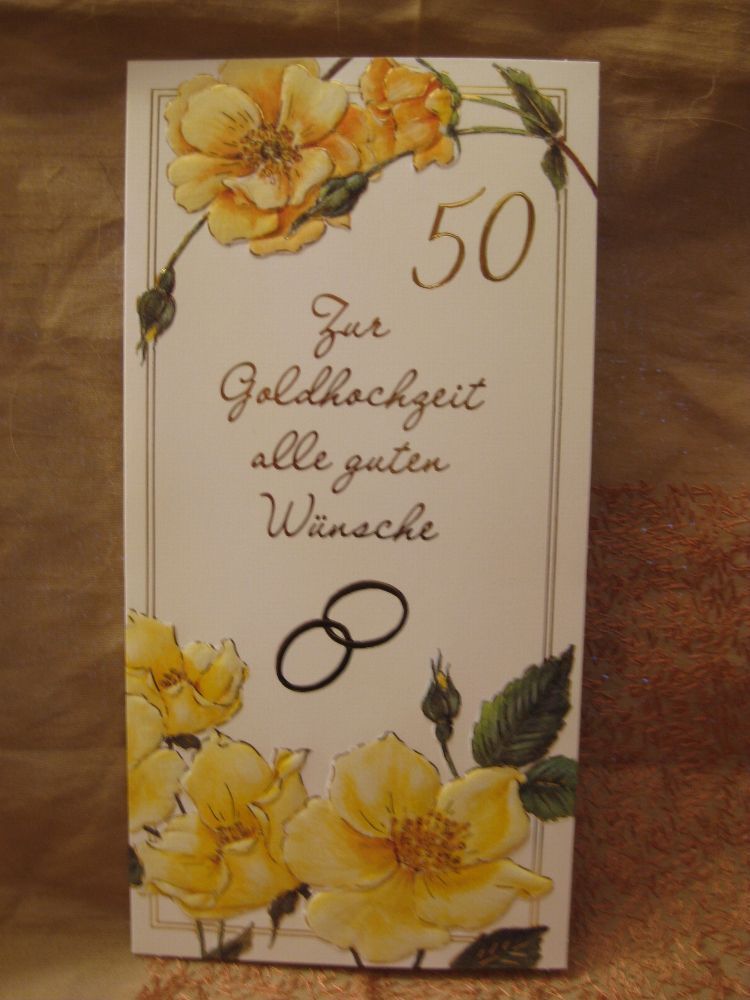 50
Zur
Goldhochzeit
alle guten
Wünsche